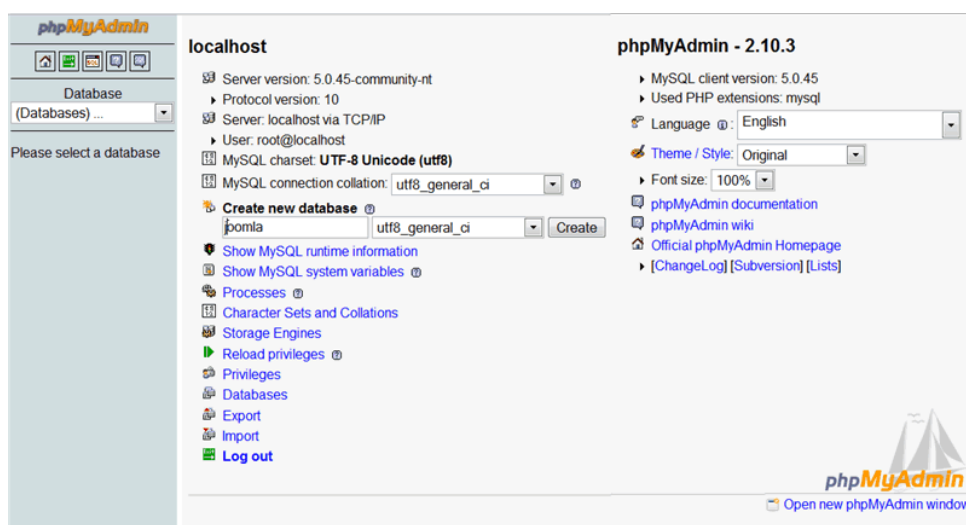 phpMyAdmin
SQL
Database
(Databases) ...
Please select a database
localhost
Server version: 5.0.45-community-nt
Protocol version: 10
Server: localhost via TCP/IP
User: root@localhost
MySQL charset: UTF-8 Unicode (utf8)
MySQL connection collation: utf8_general_ci
Create new database
joomla utf8_general_ci Create
Show MySQL runtime information
Show MySQL system variables
Processes
Character Sets and Collations
Storage Engines
Reload privileges
Privileges
Databases
Export
Import
Log out
phpMyAdmin - 2.10.3
MySQL client version: 5.0.45
Used PHP extensions: mysql
Language : English
Theme / Style: Original
Font size: 100%
phpMyAdmin documentation
phpMyAdmin wiki
Official phpMyAdmin Homepage
[ChangeLog] [Subversion] [Lists]
phpMyAdmin
Open new phpMyAdmin window